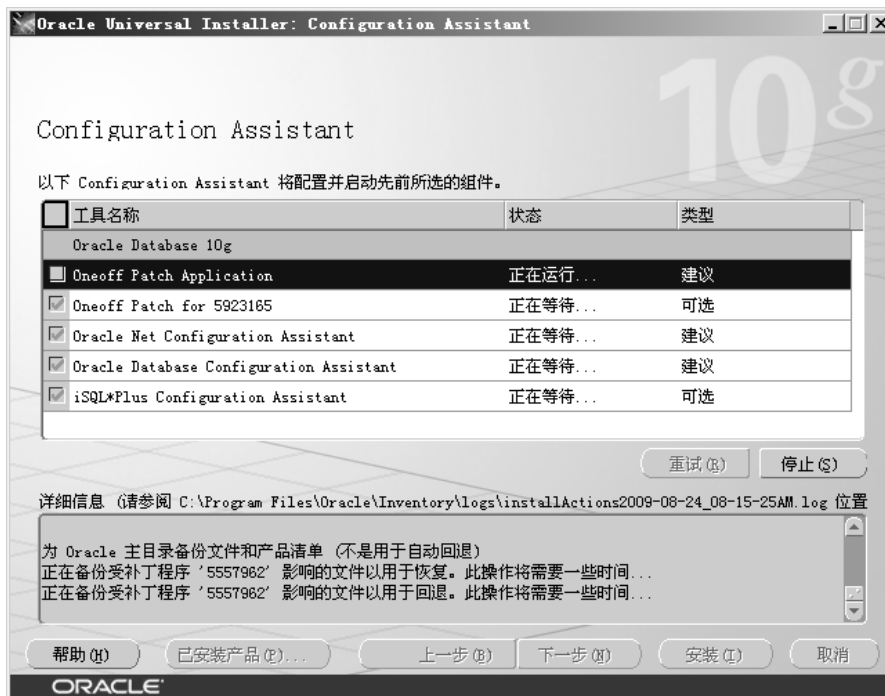 Oracle Universal Installer: Configuration Assistant
10g
Configuration Assistant
以下 Configuration Assistant 将配置并启动先前所选的组件。
工具名称 状态 类型
Oracle Database 10g
Oneoff Patch Application 正在运行... 建议
Oneoff Patch for 5923165 正在等待... 可选
Oracle Net Configuration Assistant 正在等待... 建议
Oracle Database Configuration Assistant 正在等待... 建议
iSQL*Plus Configuration Assistant 正在等待... 可选
重试(R) 停止(S)
详细信息 (请参阅 C:\Program Files\Oracle\Inventory\logs\installActions2009-08-24_08-15-25AM.log 位置
为 Oracle 主目录备份文件和产品清单 (不是用于自动回退)
正在备份受补丁程序 '5557962' 影响的文件以用于恢复。此操作将需要一些时间...
正在备份受补丁程序 '5557962' 影响的文件以用于回退。此操作将需要一些时间...
帮助(H) 已安装产品(P)... 上一步(B) 下一步(N) 安装(I) 取消
ORACLE